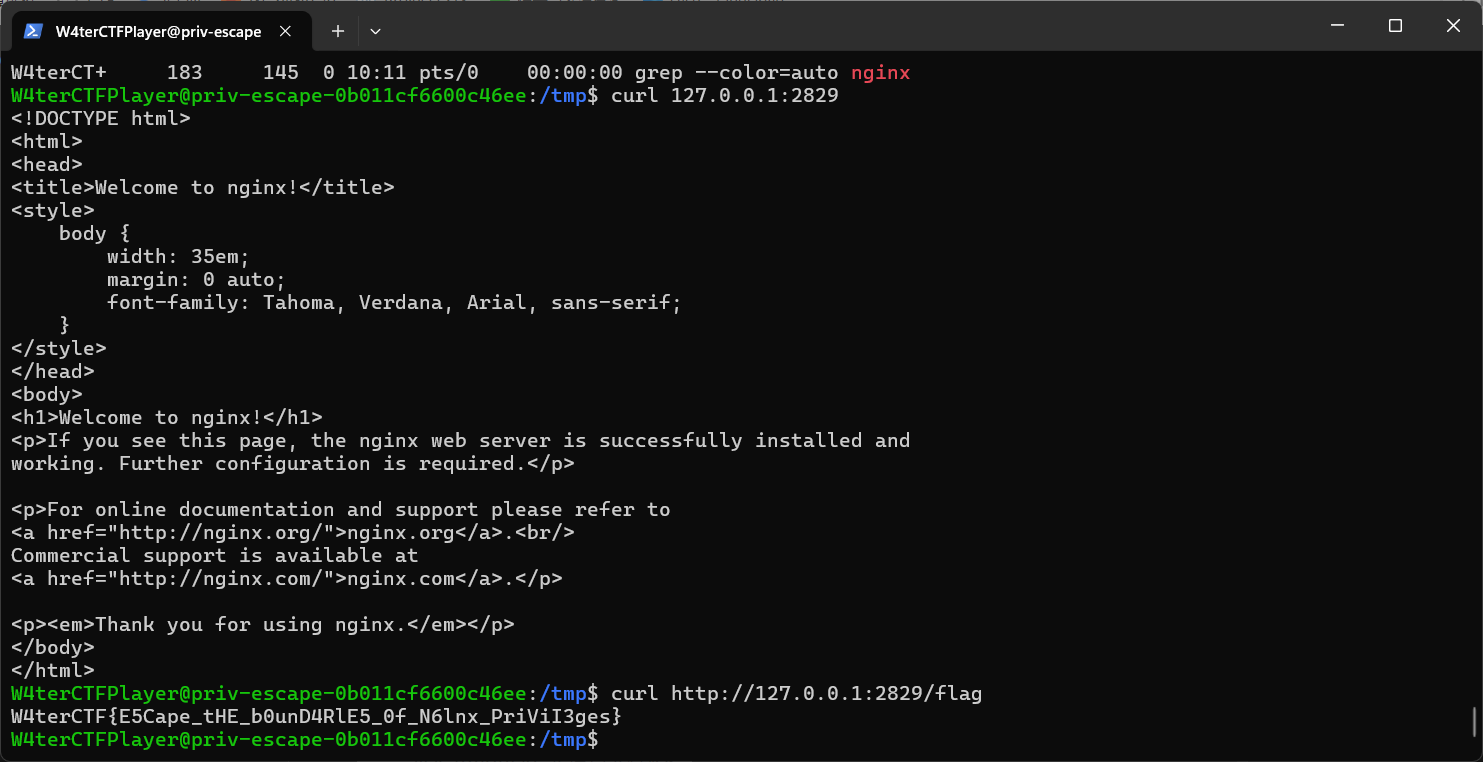 W4terCTFPlayer@priv-escape
W4terCT+     183     145  0 10:11 pts/0    00:00:00 grep --color=auto nginx
W4terCTFPlayer@priv-escape-0b011cf6600c46ee:/tmp$ curl 127.0.0.1:2829
<!DOCTYPE html>
<html>
<head>
<title>Welcome to nginx!</title>
<style>
    body {
        width: 35em;
        margin: 0 auto;
        font-family: Tahoma, Verdana, Arial, sans-serif;
    }
</style>
</head>
<body>
<h1>Welcome to nginx!</h1>
<p>If you see this page, the nginx web server is successfully installed and
working. Further configuration is required.</p>

<p>For online documentation and support please refer to
<a href="http://nginx.org/">nginx.org</a>.<br/>
Commercial support is available at
<a href="http://nginx.com/">nginx.com</a>.</p>

<p><em>Thank you for using nginx.</em></p>
</body>
</html>
W4terCTFPlayer@priv-escape-0b011cf6600c46ee:/tmp$ curl http://127.0.0.1:2829/flag
W4terCTF{E5Cape_tHE_b0unD4RlE5_0f_N6lnx_PriViI3ges}
W4terCTFPlayer@priv-escape-0b011cf6600c46ee:/tmp$